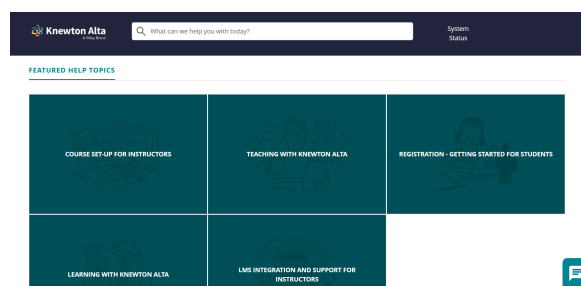 Knewton Alta
A Wiley Brand
What can we help you with today?
System
Status
FEATURED HELP TOPICS
COURSE SET-UP FOR INSTRUCTORS
TEACHING WITH KNEWTON ALTA
REGISTRATION - GETTING STARTED FOR STUDENTS
LEARNING WITH KNEWTON ALTA
LMS INTEGRATION AND SUPPORT FOR
INSTRUCTORS